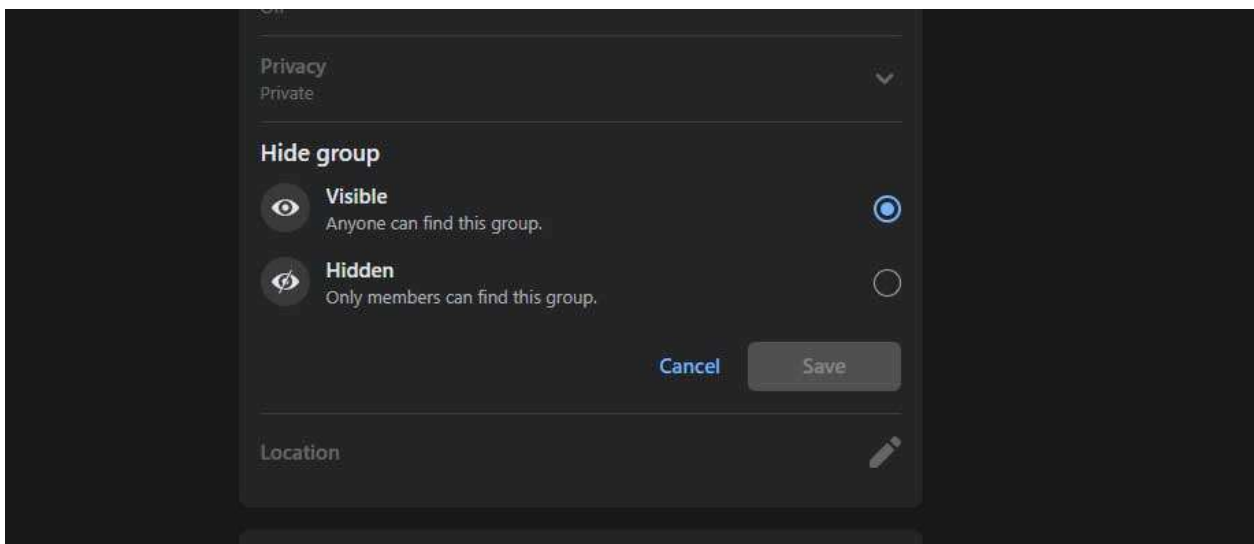 Privacy
Private
Hide group
Visible
Anyone can find this group.
Hidden
Only members can find this group.
Cancel Save
Location